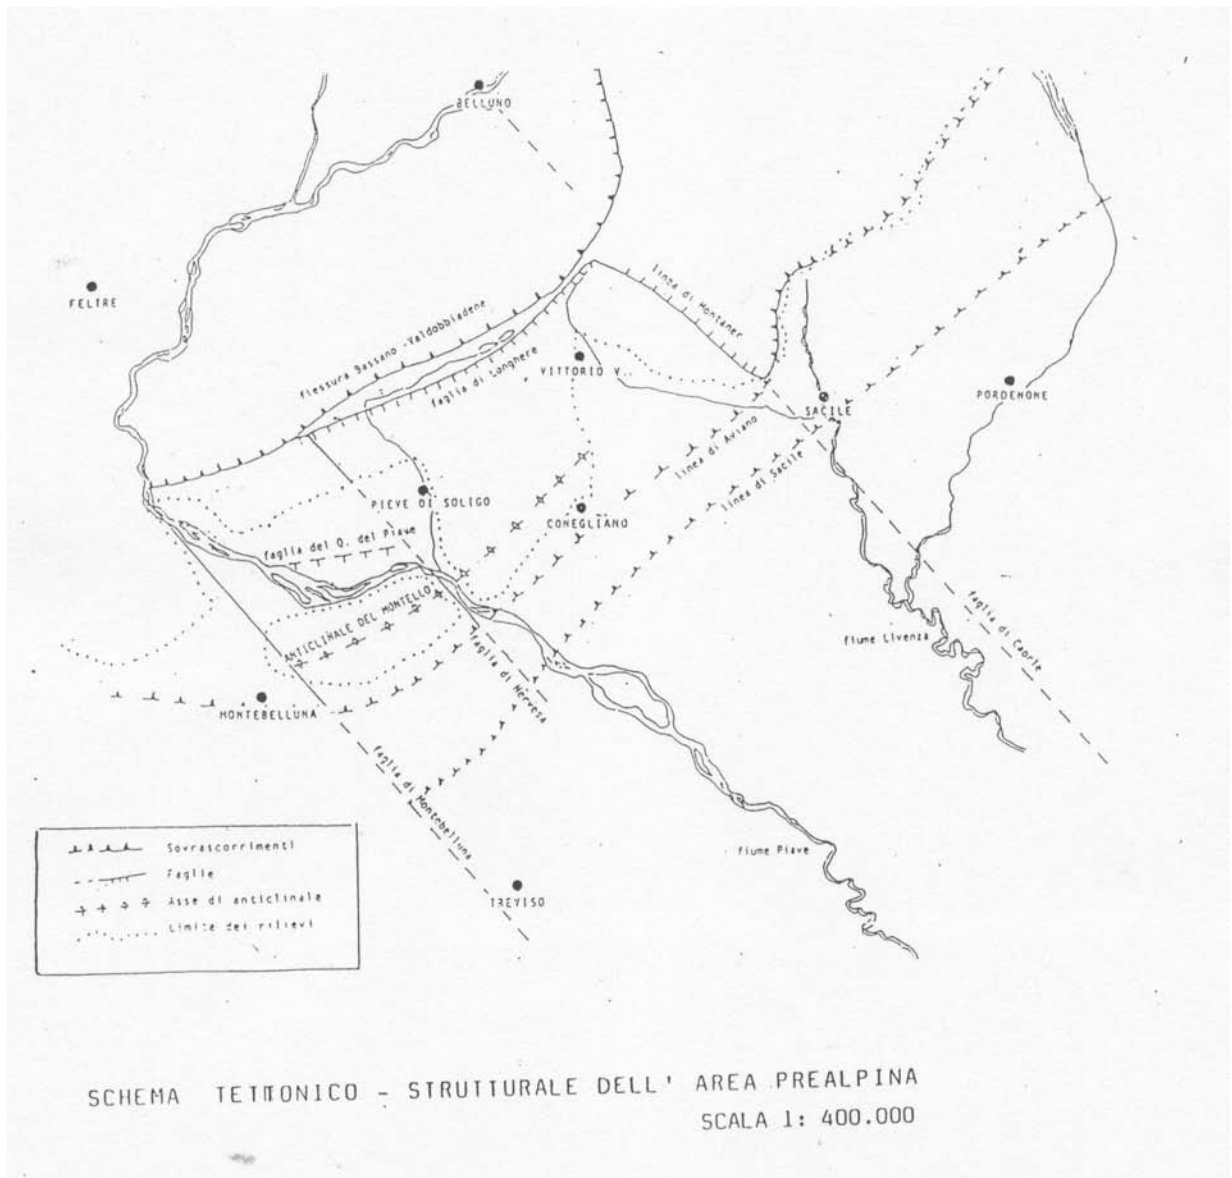 BELLUNO
FELTRE
linea di Montaner
flessura Bassano -Valdobbiadene
faglia di Longhere
VITTORIO V..
SACILE
PORDENONE
linea di Aviano
linea di Sacile
PIEVE DI SOLIGO
CONEGLIANO
faglia del Q. del Piave
ANTICLINALE DEL MONTELLO
faglia di Nervesa
faglia di Caorle
fiume Livenza
MONTEBELLUNA
faglia di Montebelluna
fiume Piave
TREVISO
Sovrascorrimenti
Faglie
Asse di anticlinale
Limite dei rilievi
SCHEMA TETTONICO - STRUTTURALE DELL' AREA PREALPINA
SCALA 1: 400.000